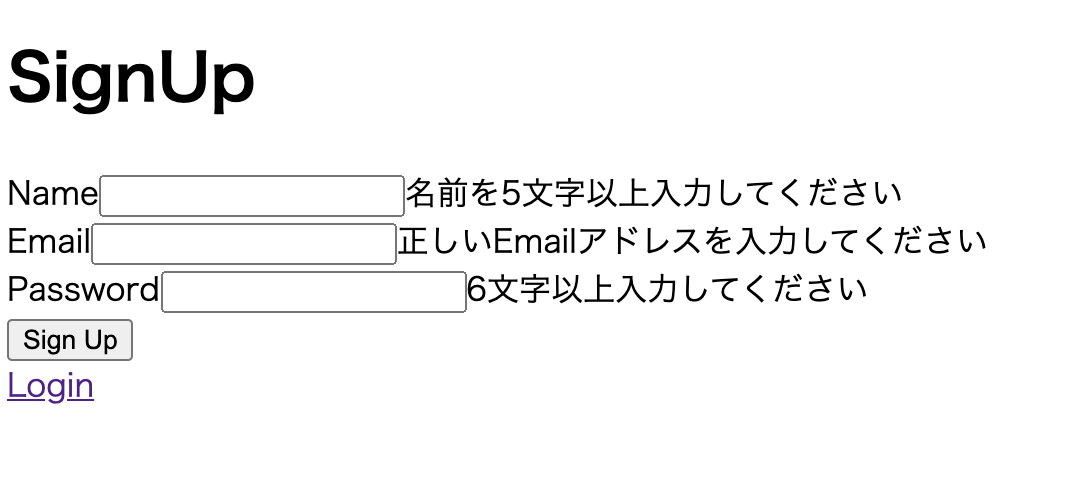 SignUp
Name 名前を5文字以上入力してください
Email 正しいEmailアドレスを入力してください
Password 6文字以上入力してください
Sign Up
Login